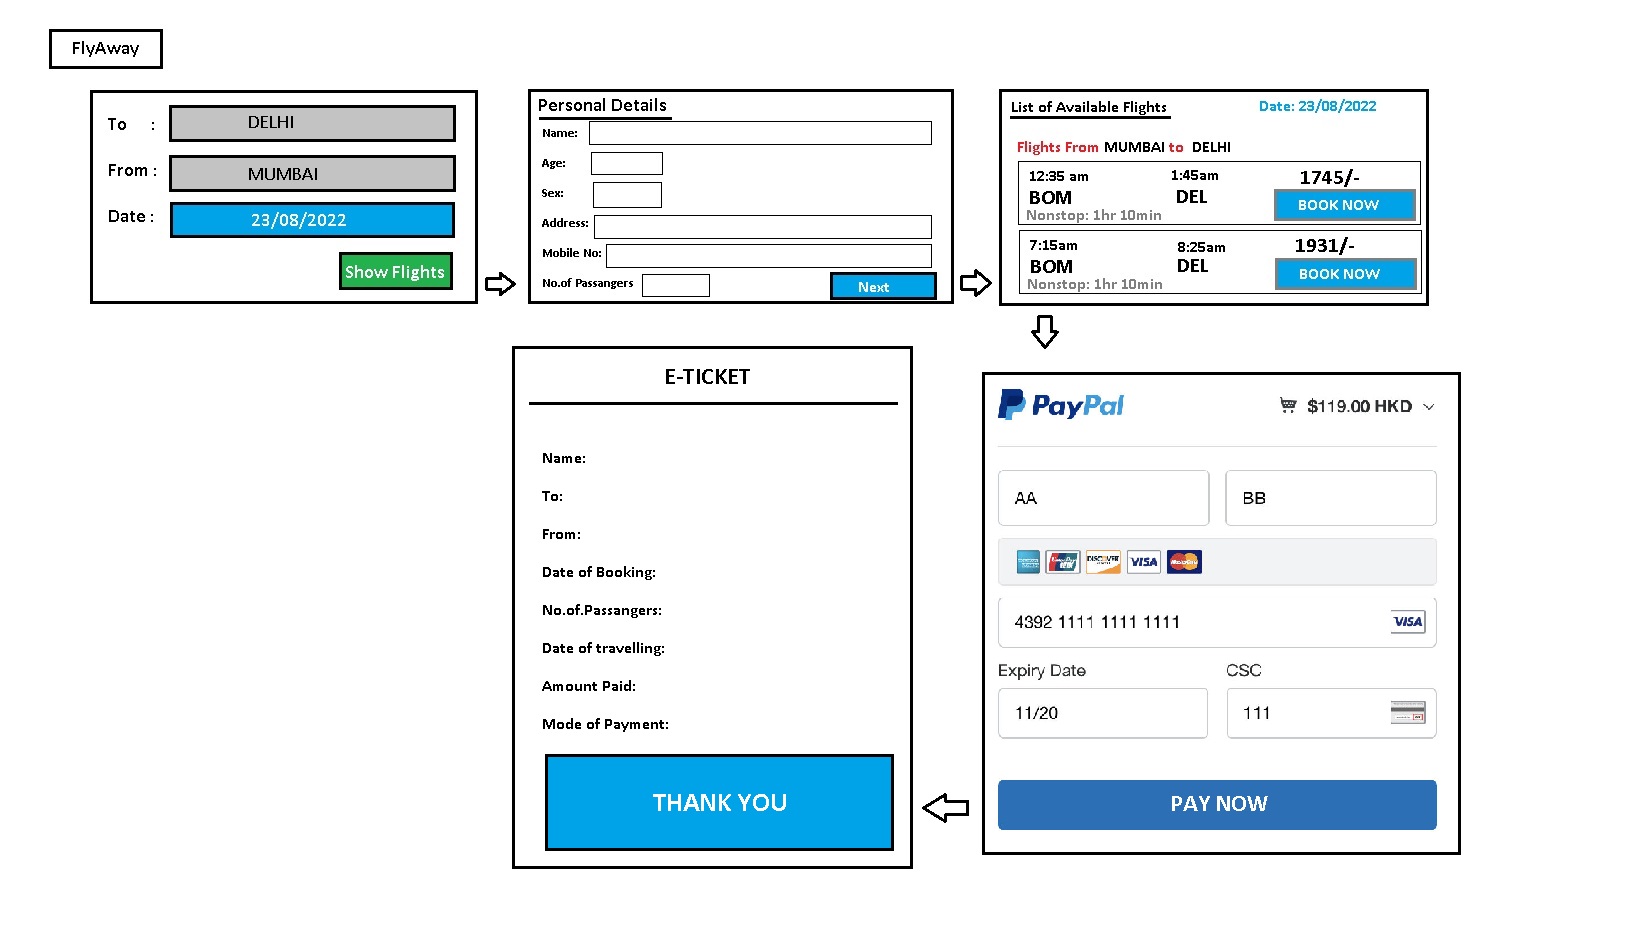 FlyAway
To :
DELHI
From :
MUMBAI
Date :
23/08/2022
Show Flights
Personal Details
Name:
Age:
Sex:
Address:
Mobile No:
No.of Passangers
Next
List of Available Flights
Date: 23/08/2022
Flights From MUMBAI to DELHI
12:35 am 1:45am 1745/-
BOM DEL BOOK NOW
Nonstop: 1hr 10min
7:15am 8:25am 1931/-
BOM DEL BOOK NOW
Nonstop: 1hr 10min
PayPal
$119.00 HKD
AA
BB
DISCOVER VISA MasterCard
4392 1111 1111 1111
VISA
Expiry Date
CSC
11/20
111
PAY NOW
E-TICKET
Name:
To:
From:
Date of Booking:
No.of.Passangers:
Date of travelling:
Amount Paid:
Mode of Payment:
THANK YOU